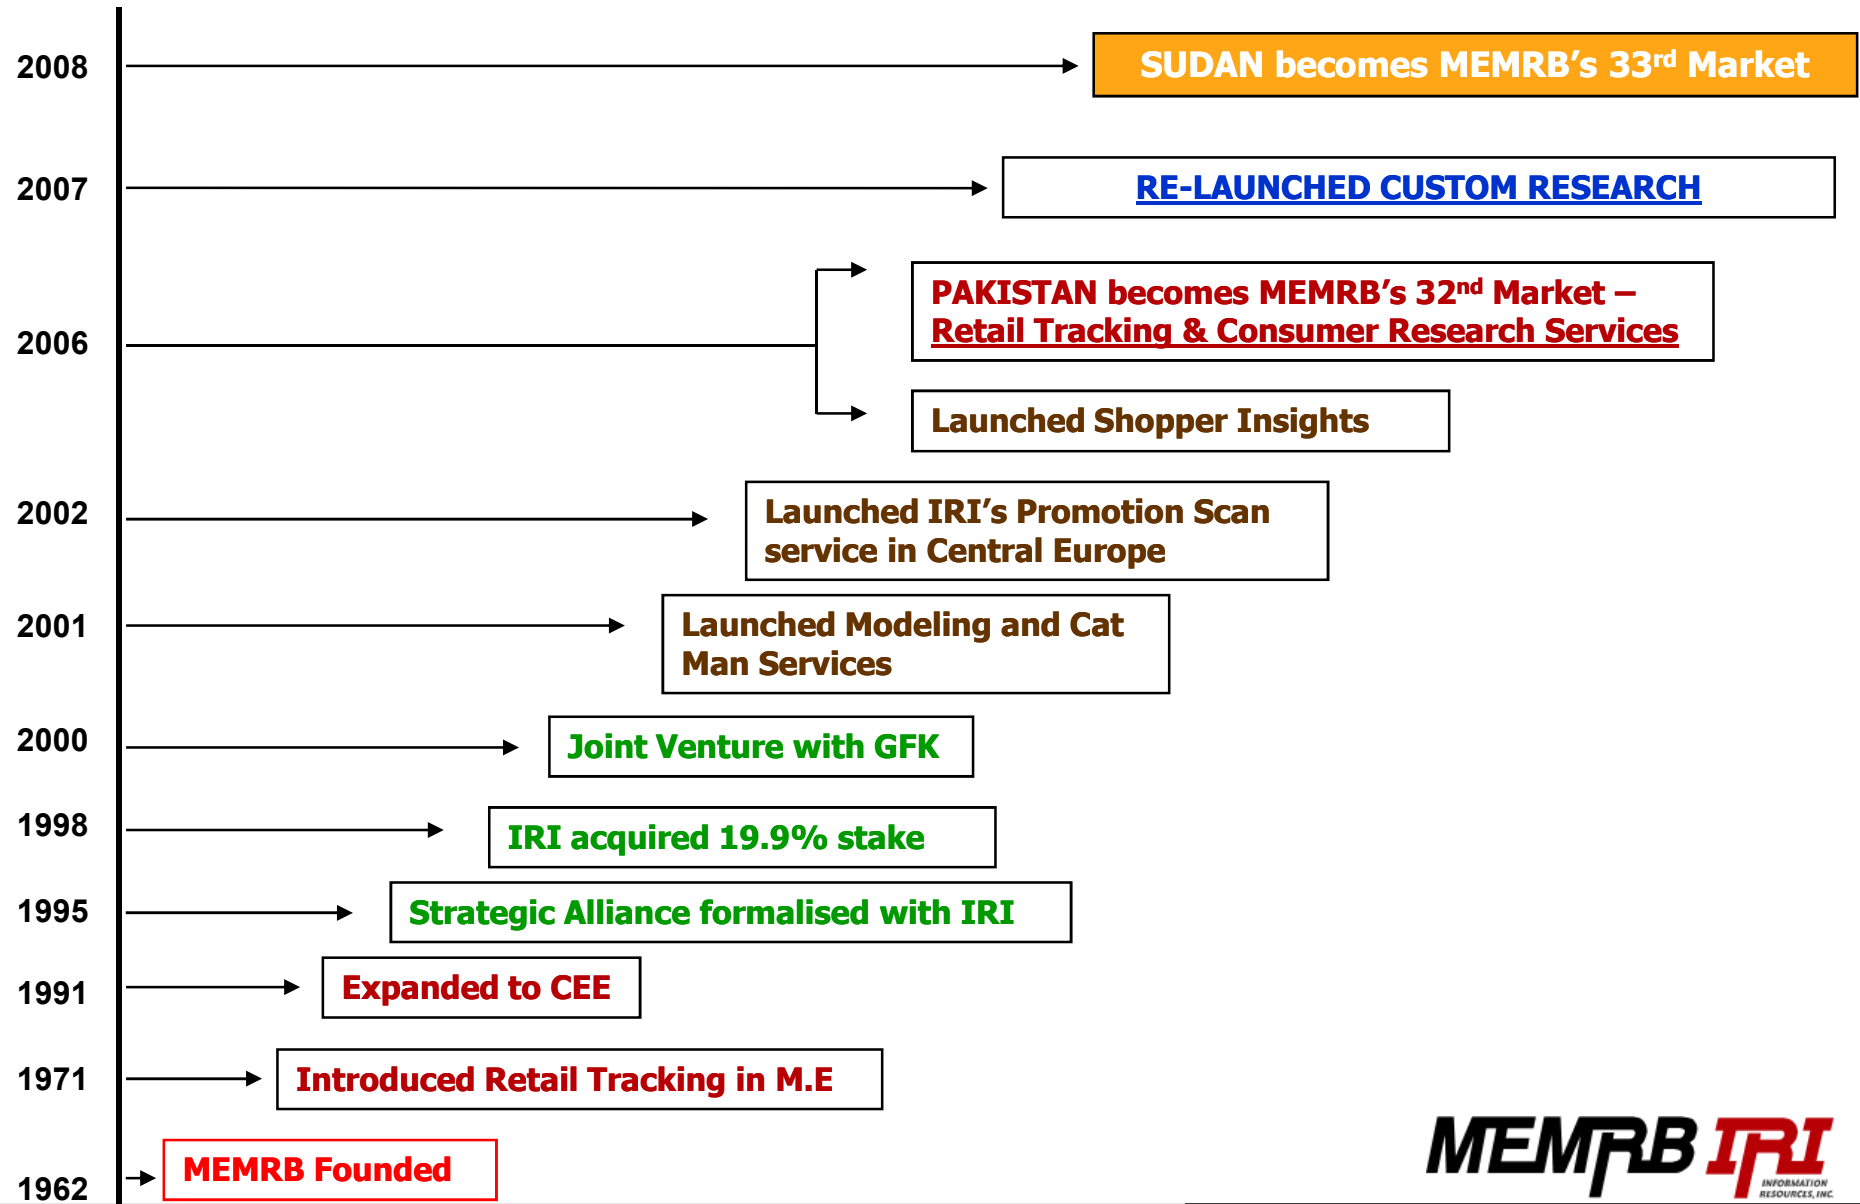 2008
SUDAN becomes MEMRB’s 33rd Market
2007
RE-LAUNCHED CUSTOM RESEARCH
2006
PAKISTAN becomes MEMRB’s 32nd Market –
Retail Tracking & Consumer Research Services
Launched Shopper Insights
2002
Launched IRI’s Promotion Scan
service in Central Europe
2001
Launched Modeling and Cat
Man Services
2000
Joint Venture with GFK
1998
IRI acquired 19.9% stake
1995
Strategic Alliance formalised with IRI
1991
Expanded to CEE
1971
Introduced Retail Tracking in M.E
1962
MEMRB Founded
MEMRB IRI
INFORMATION
RESOURCES, INC.